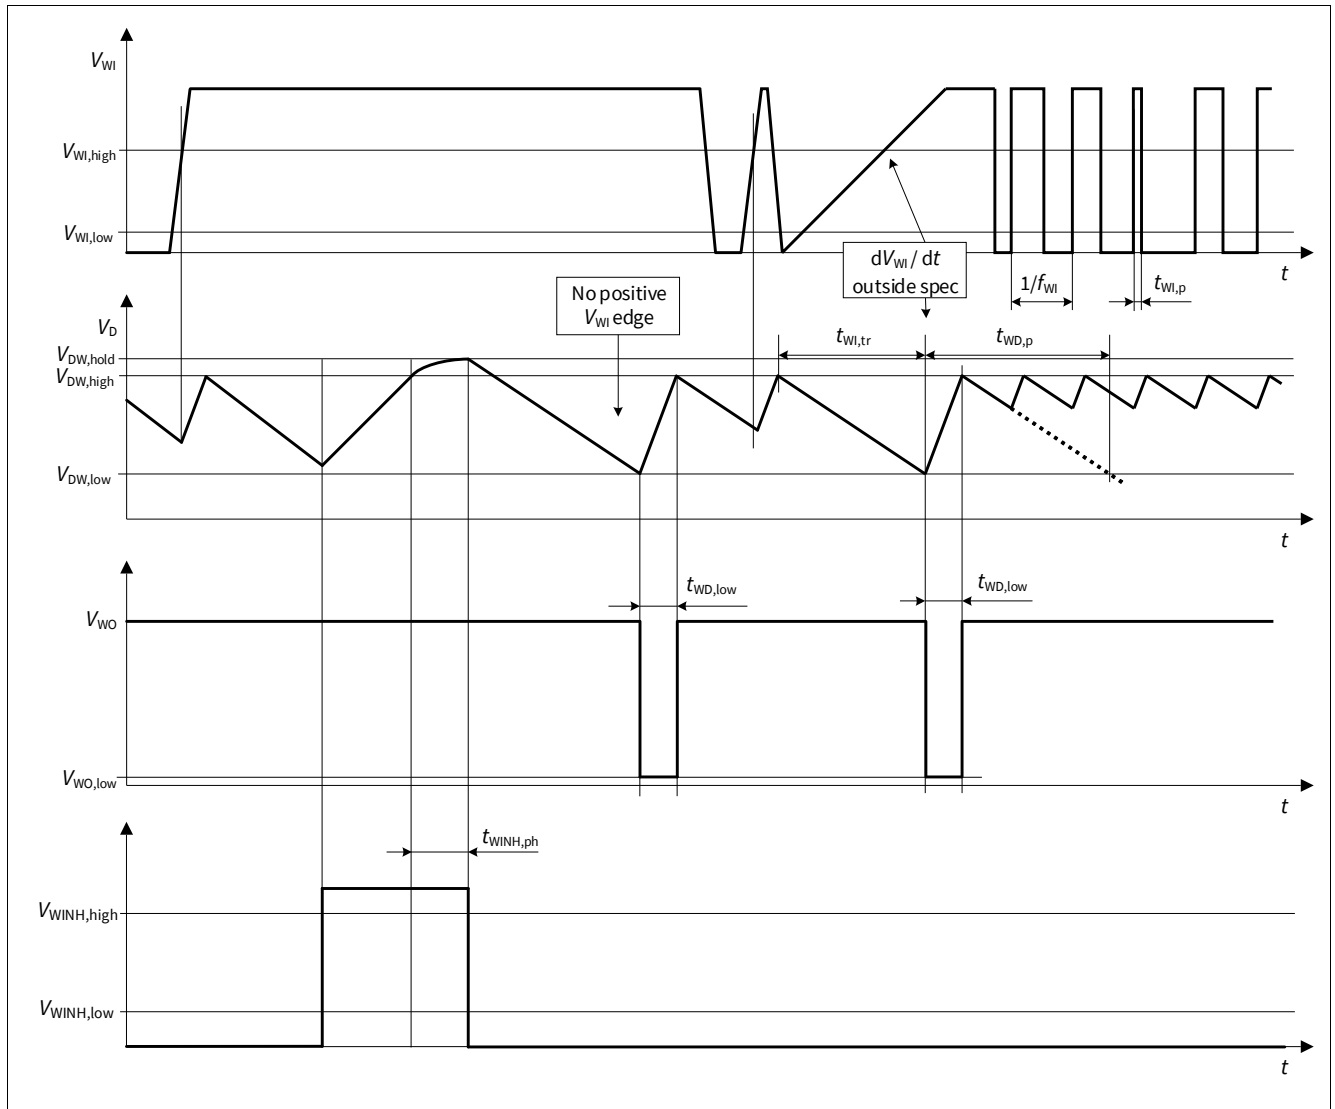 V_WI
V_WI,high
V_WI,low
dV_WI / dt
outside spec
t
1/f_WI
t_WI,p
No positive
V_WI edge
V_D
V_DW,hold
V_DW,high
t_WI,tr
t_WD,p
V_DW,low
t
t_WD,low
t_WD,low
V_WO
V_WO,low
t
t_WINH,ph
V_WINH,high
V_WINH,low
t